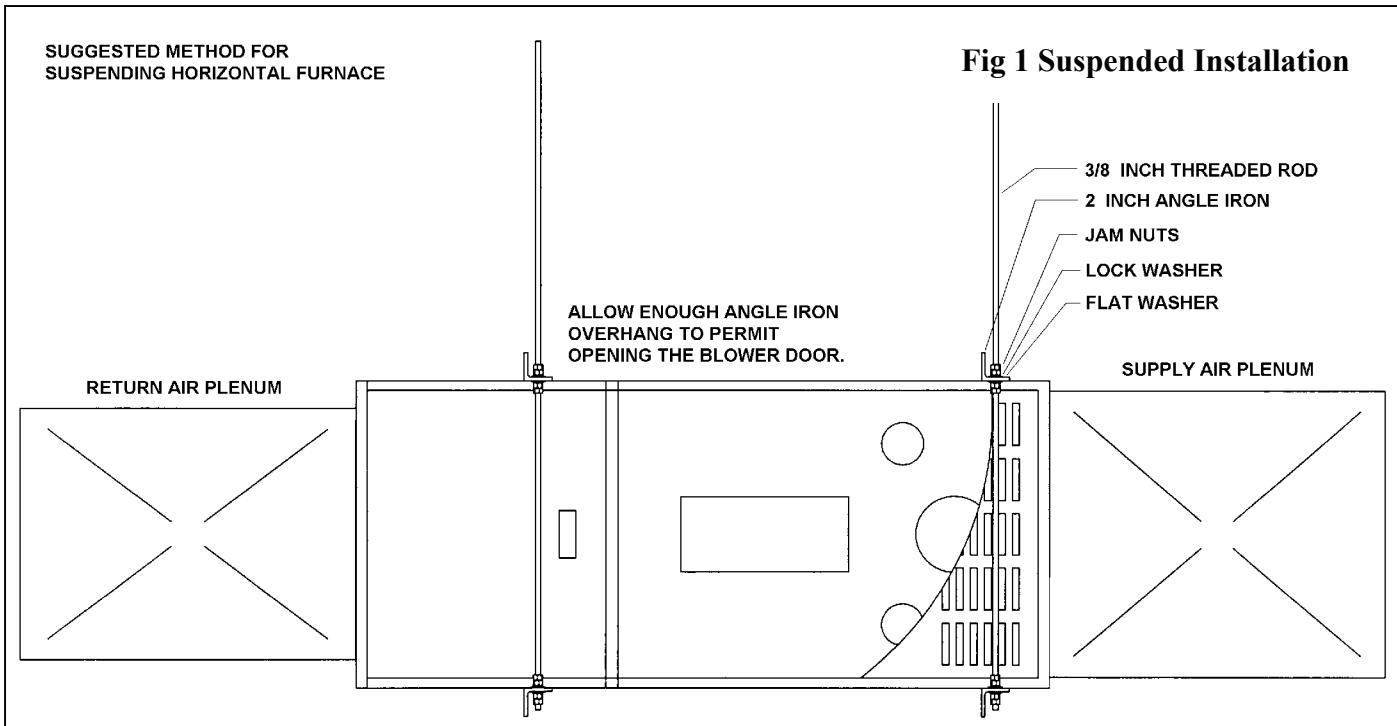 SUGGESTED METHOD FOR
SUSPENDING HORIZONTAL FURNACE
Fig 1 Suspended Installation
3/8 INCH THREADED ROD
2 INCH ANGLE IRON
JAM NUTS
LOCK WASHER
FLAT WASHER
ALLOW ENOUGH ANGLE IRON
OVERHANG TO PERMIT
OPENING THE BLOWER DOOR.
RETURN AIR PLENUM
SUPPLY AIR PLENUM